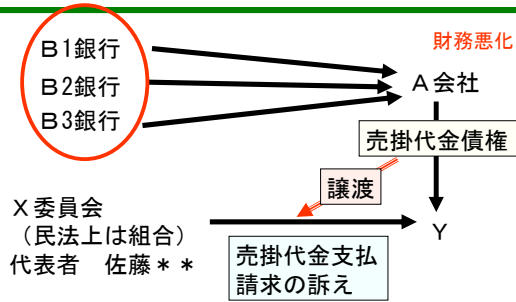 B1銀行
B2銀行
B3銀行
財務悪化
A会社
売掛代金債権
譲渡
X委員会
(民法上は組合)
代表者 佐藤**
Y
売掛代金支払
請求の訴え